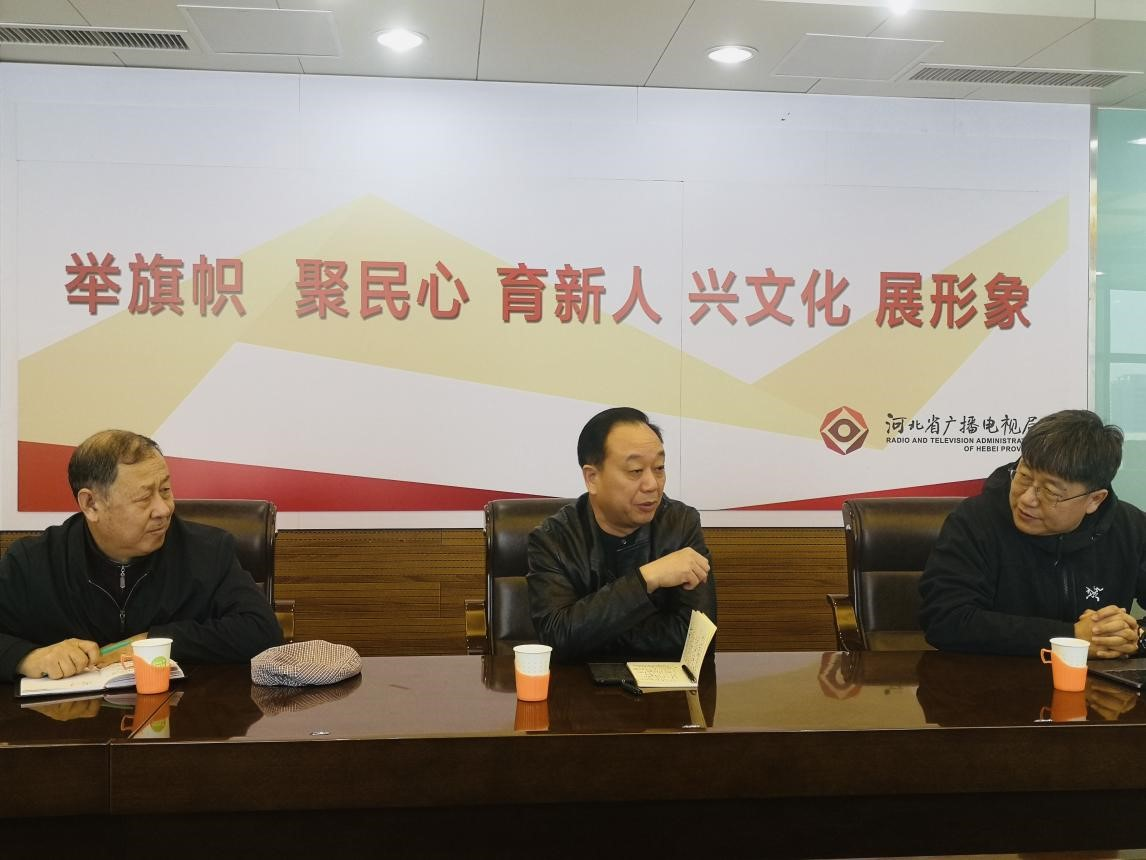 举旗帜 聚民心 育新人 兴文化 展形象
河北省广播电视局
RADIO AND TELEVISION ADMINISTRAT
OF HEBEI PROV